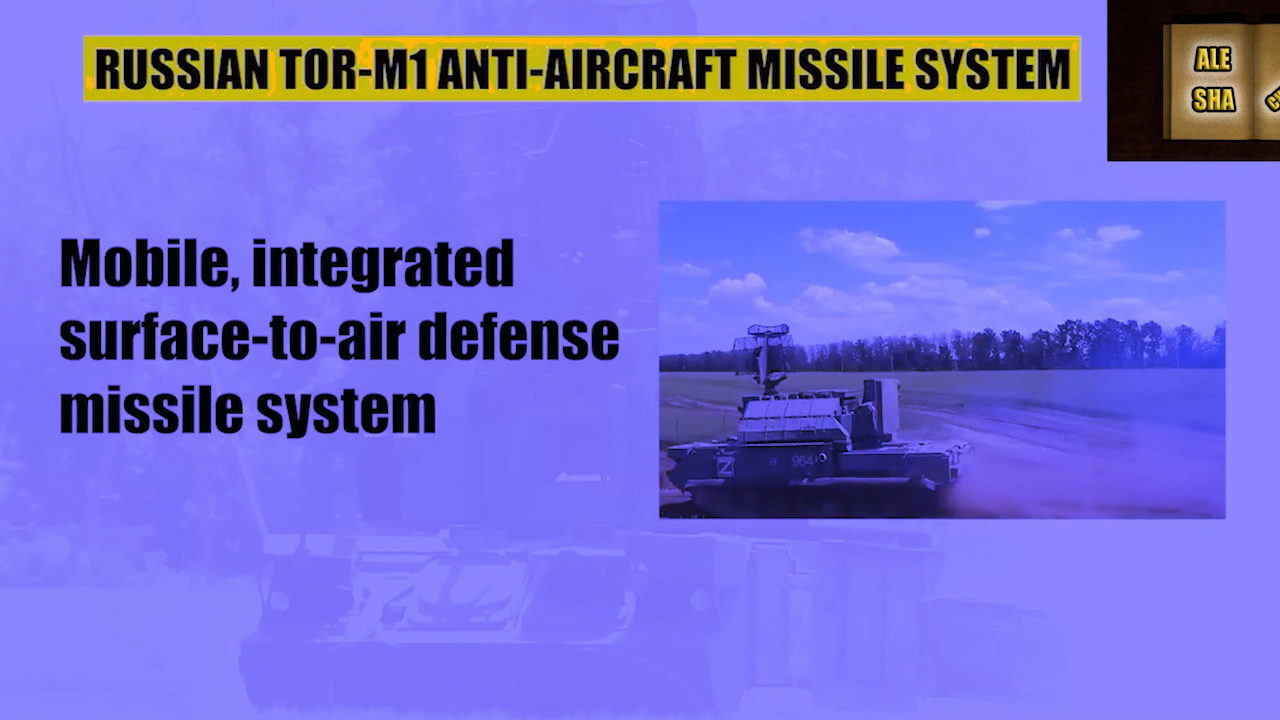 RUSSIAN TOR-M1 ANTI-AIRCRAFT MISSILE SYSTEM
ALE
SHA
Mobile, integrated
surface-to-air defense
missile system
Z
964